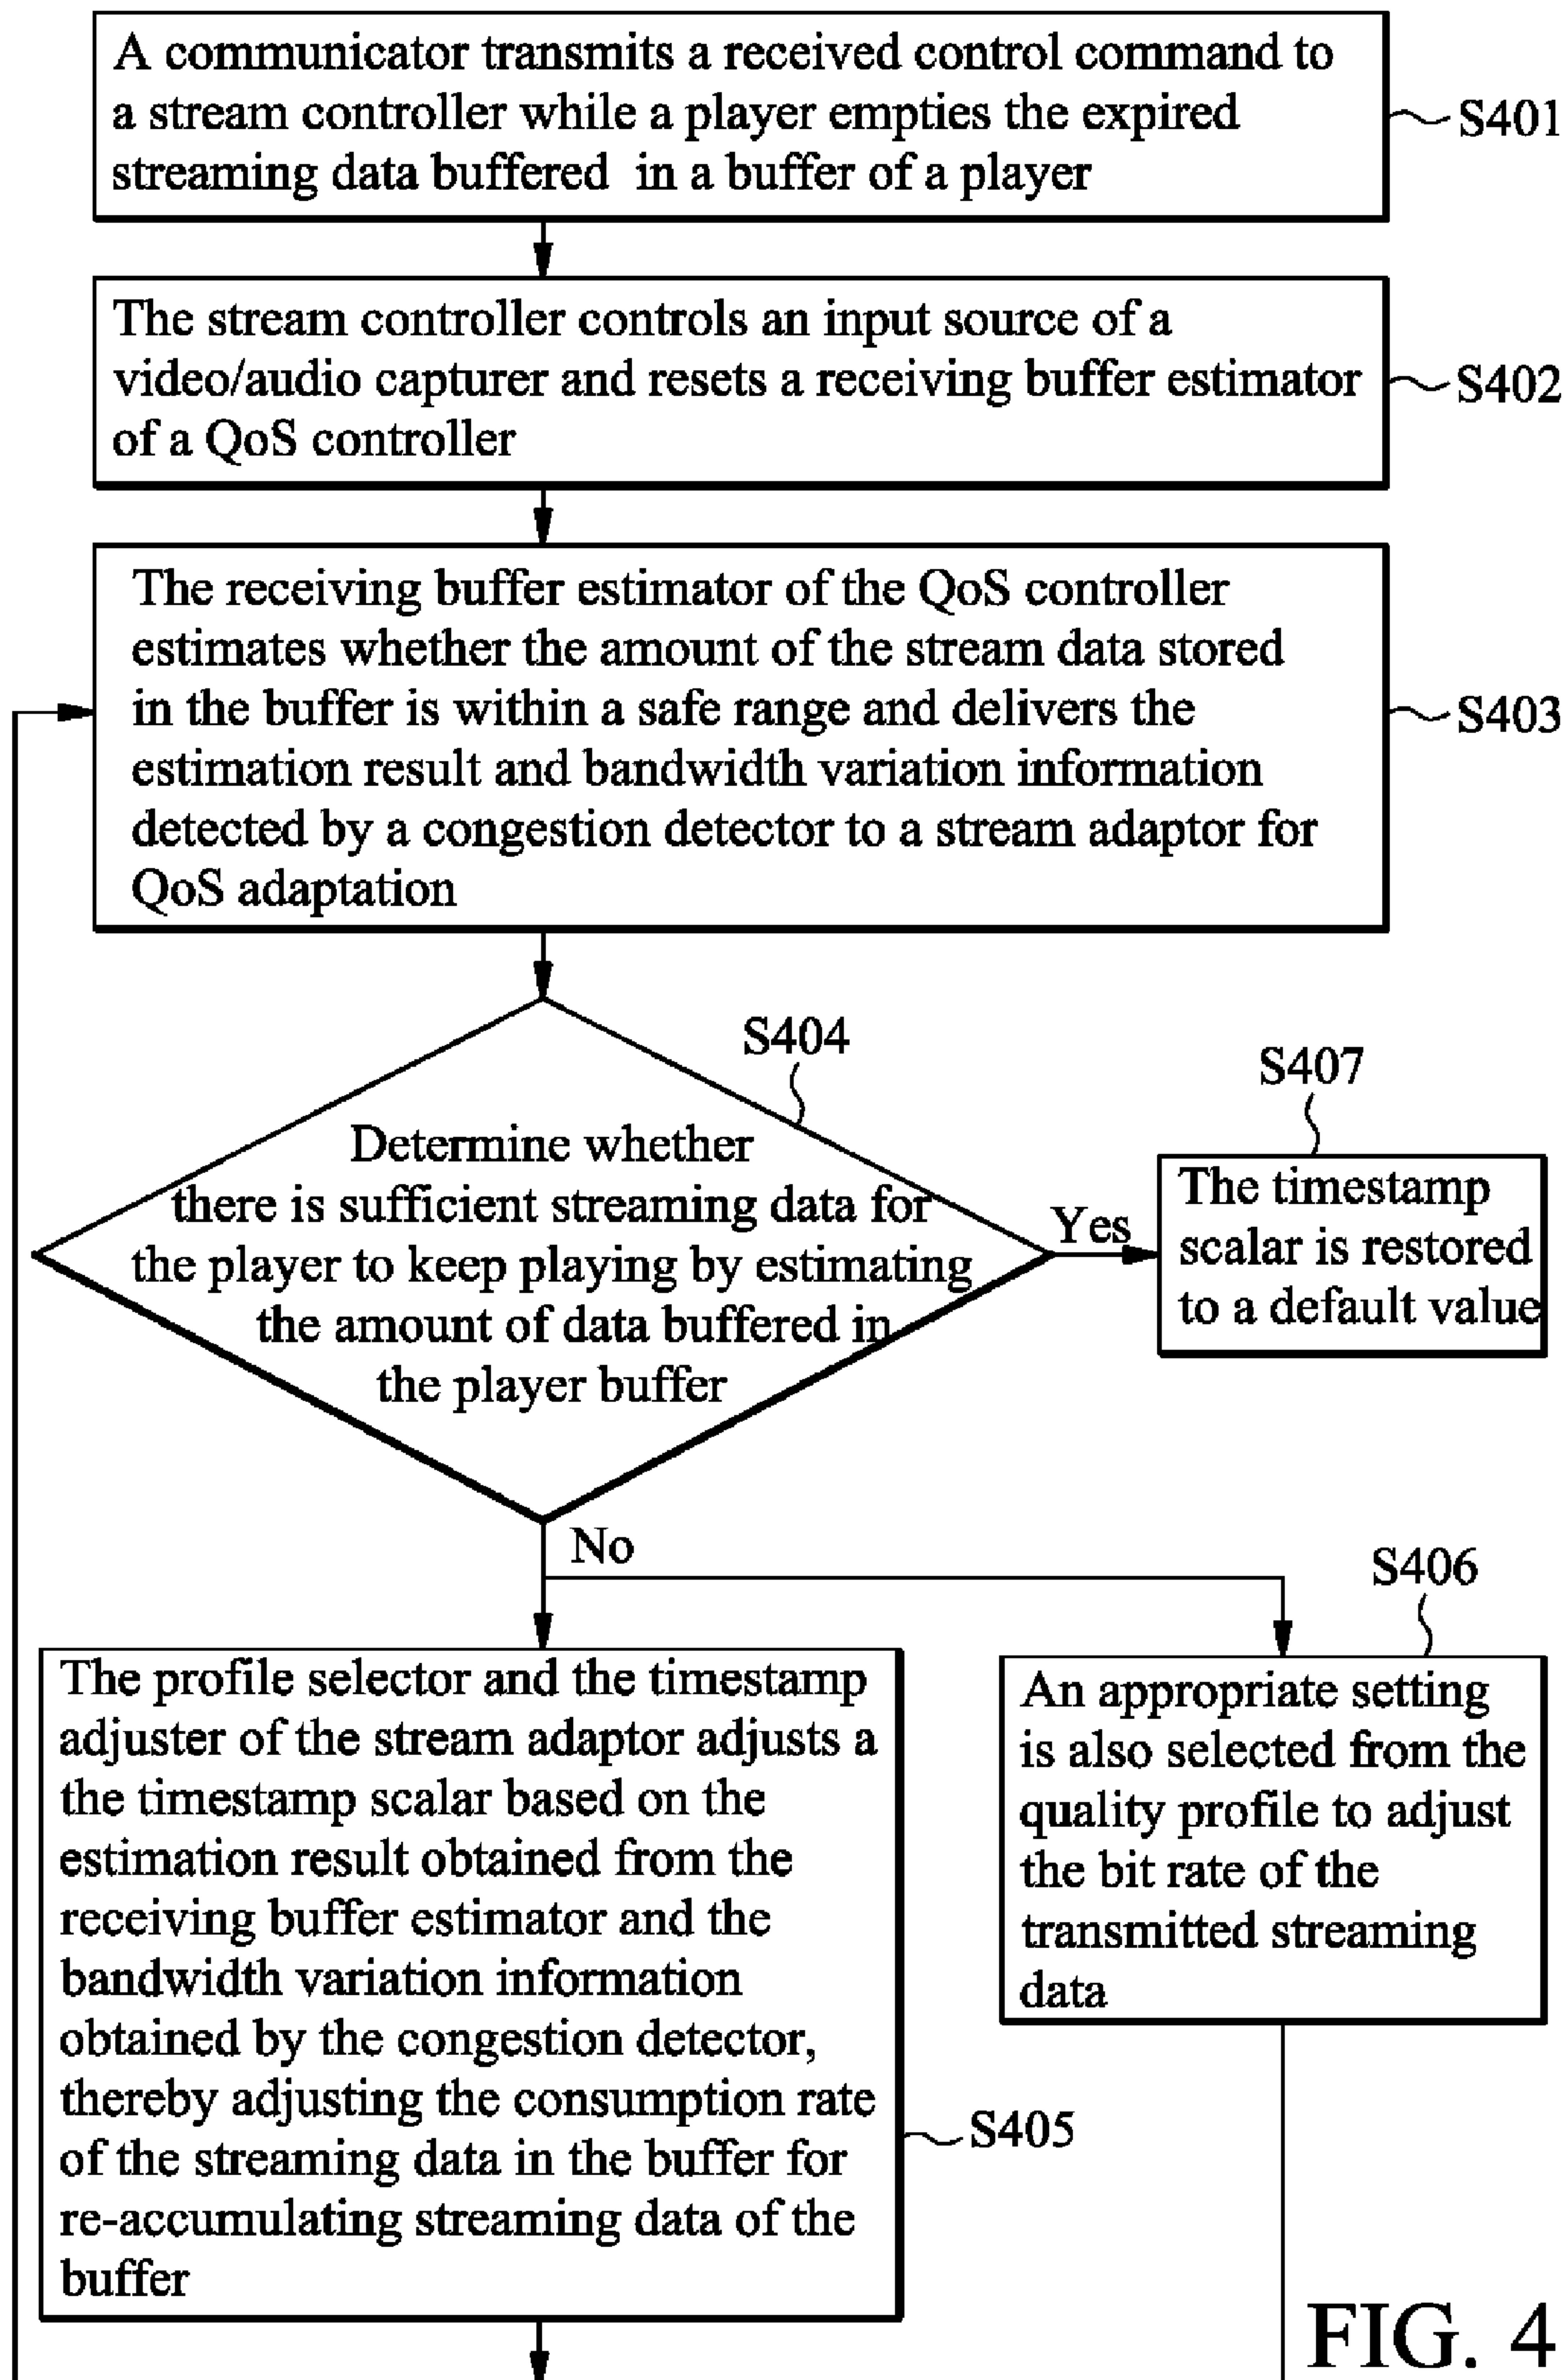 A communicator transmits a received control command to
a stream controller while a player empties the expired
streaming data buffered in a buffer of a player
S401
The stream controller controls an input source of a
video/audio capturer and resets a receiving buffer estimator
of a QoS controller
S402
The receiving buffer estimator of the QoS controller
estimates whether the amount of the stream data stored
in the buffer is within a safe range and delivers the
estimation result and bandwidth variation information
detected by a congestion detector to a stream adaptor for
QoS adaptation
S403
S404
Determine whether
there is sufficient streaming data for
the player to keep playing by estimating
the amount of data buffered in
the player buffer
Yes
S407
The timestamp
scalar is restored
to a default value
No
The profile selector and the timestamp
adjuster of the stream adaptor adjusts a
the timestamp scalar based on the
estimation result obtained from the
receiving buffer estimator and the
bandwidth variation information
obtained by the congestion detector,
thereby adjusting the consumption rate
of the streaming data in the buffer for
re-accumulating streaming data of the
buffer
S405
S406
An appropriate setting
is also selected from the
quality profile to adjust
the bit rate of the
transmitted streaming
data
FIG. 4